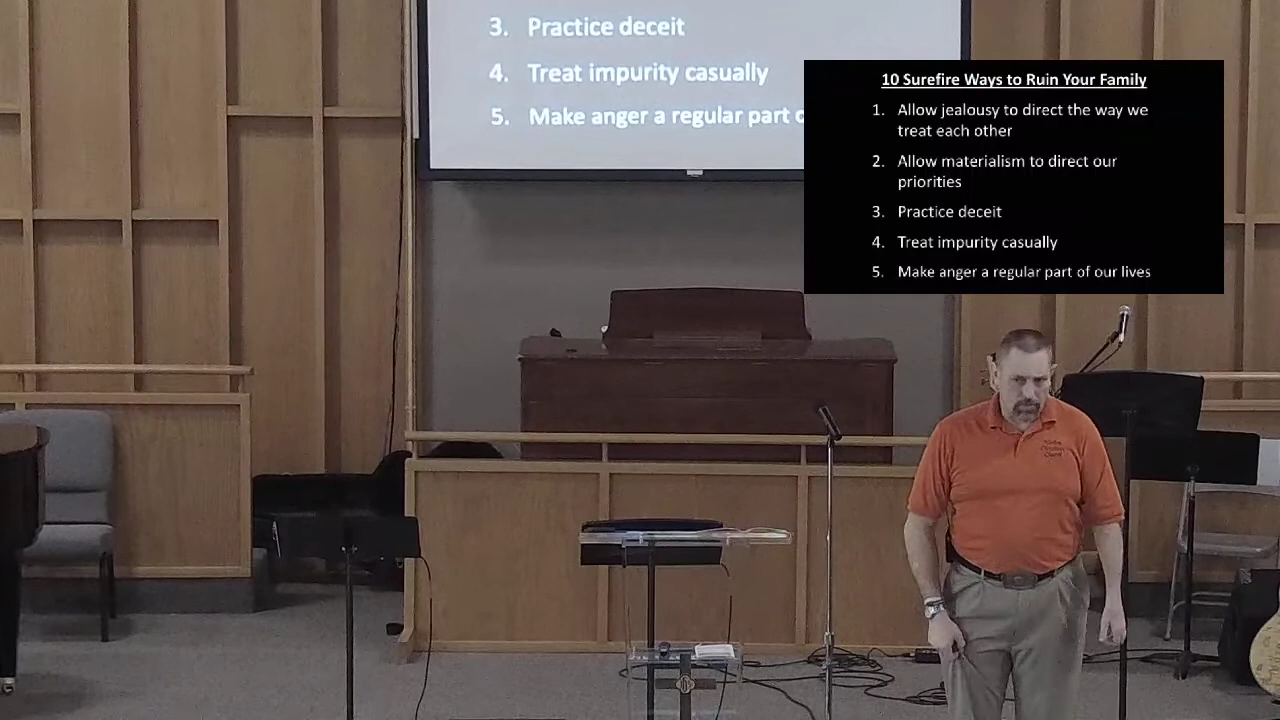 3. Practice deceit
4. Treat impurity casually
5. Make anger a regular part
10 Surefire Ways to Ruin Your Family
1. Allow jealousy to direct the way we
treat each other
2. Allow materialism to direct our
priorities
3. Practice deceit
4. Treat impurity casually
5. Make anger a regular part of our lives
Christian
Church